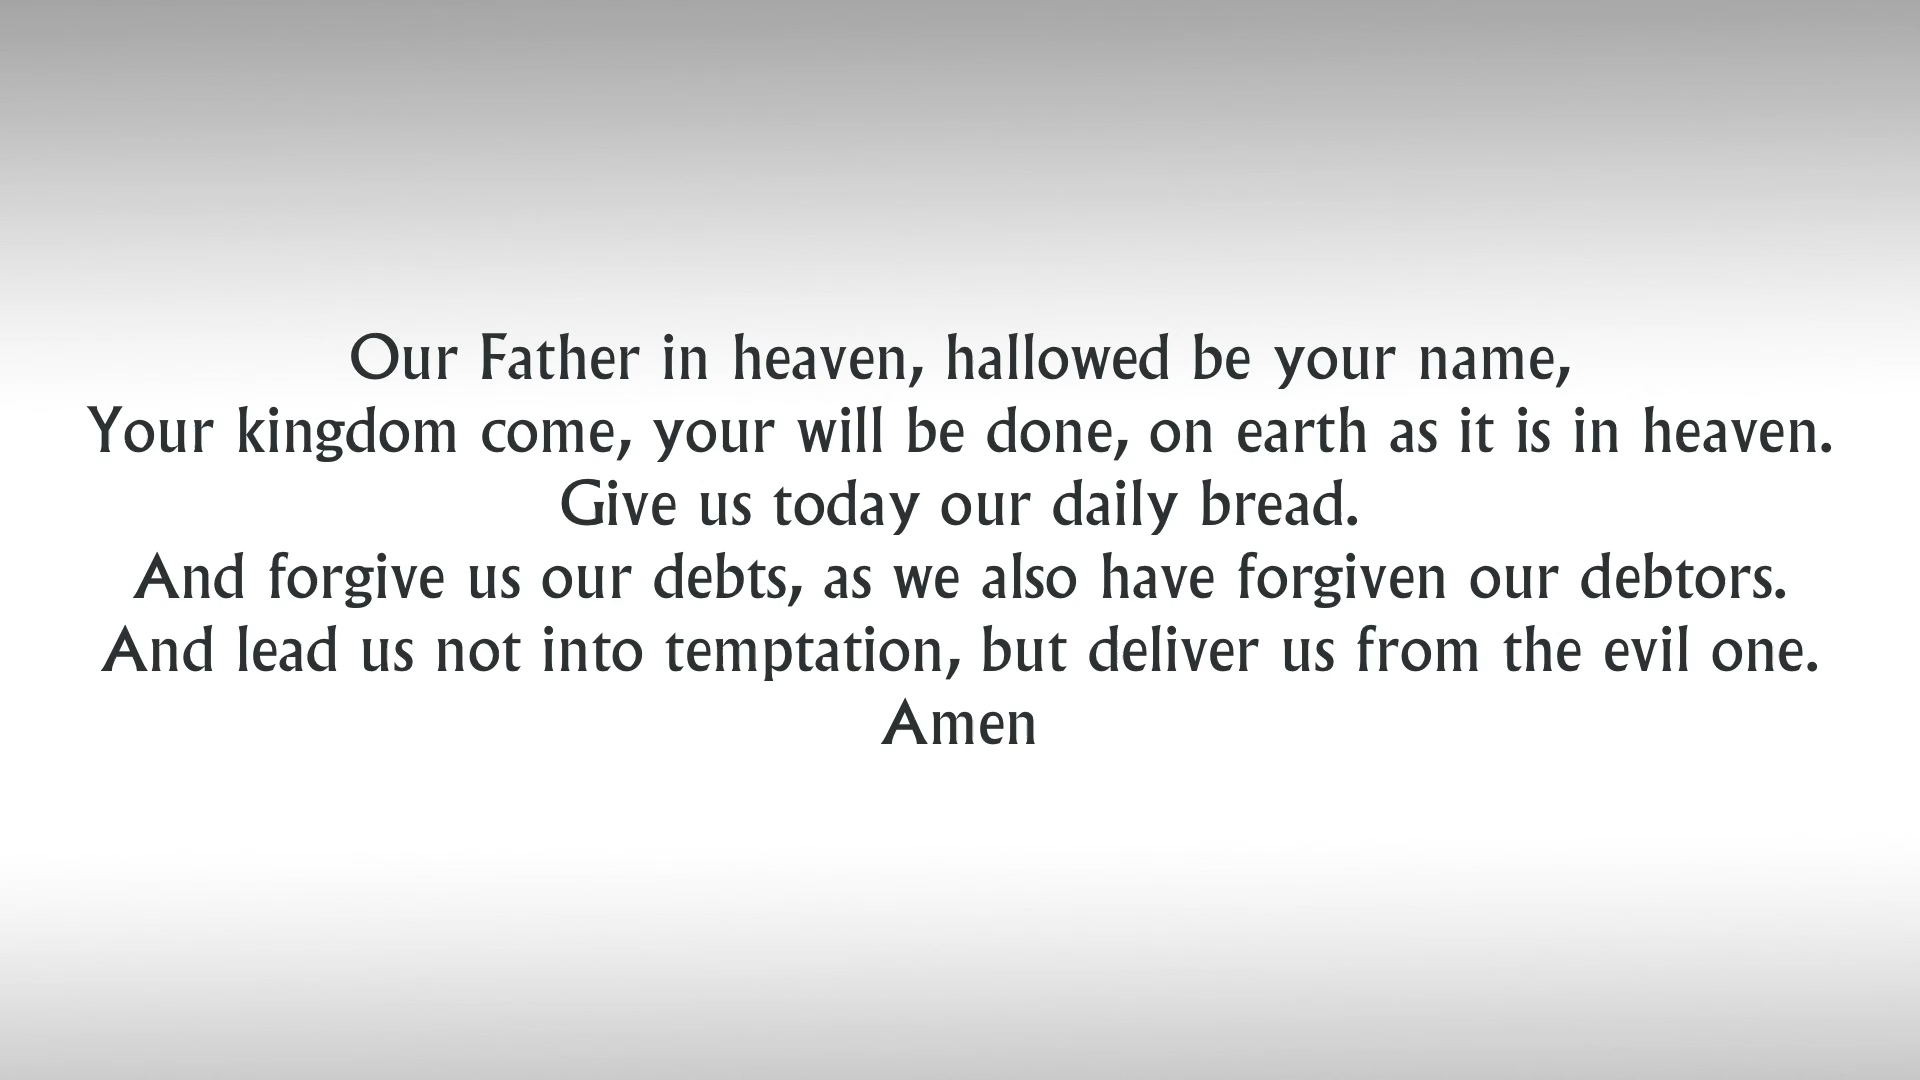 Our Father in heaven, hallowed be your name,
Your kingdom come, your will be done, on earth as it is in heaven.
Give us today our daily bread.
And forgive us our debts, as we also have forgiven our debtors.
And lead us not into temptation, but deliver us from the evil one.
Amen